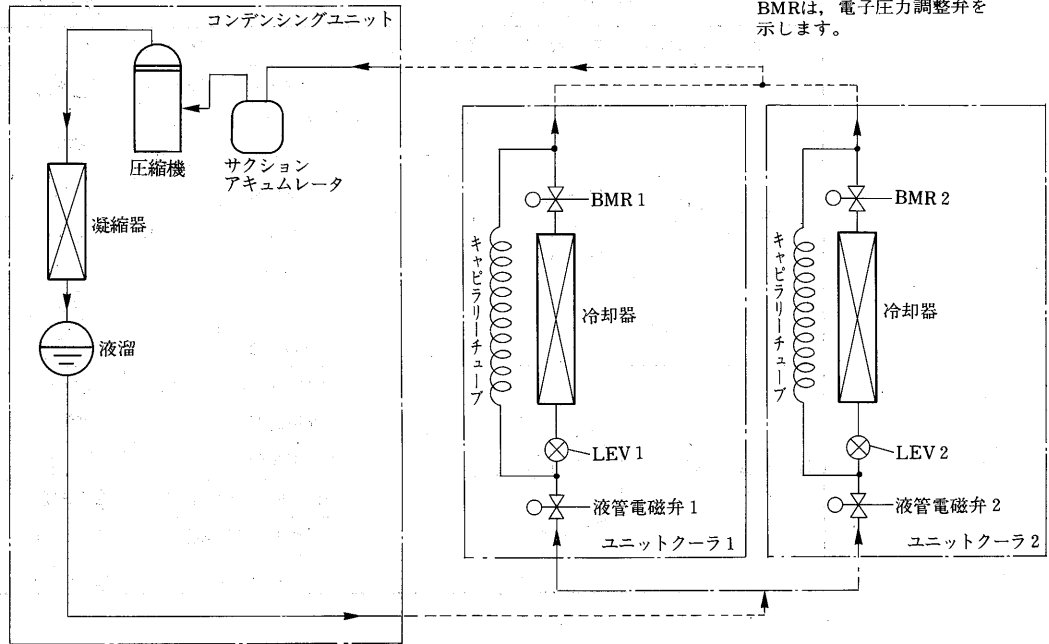 BMRは，電子圧力調整弁を
示します。
コンデンシングユニット
圧縮機
サクション
アキュムレータ
凝縮器
液溜
BMR 1
キャピラリーチューブ
冷却器
LEV 1
液管電磁弁 1
ユニットクーラ 1
BMR 2
キャピラリーチューブ
冷却器
LEV 2
液管電磁弁 2
ユニットクーラ 2